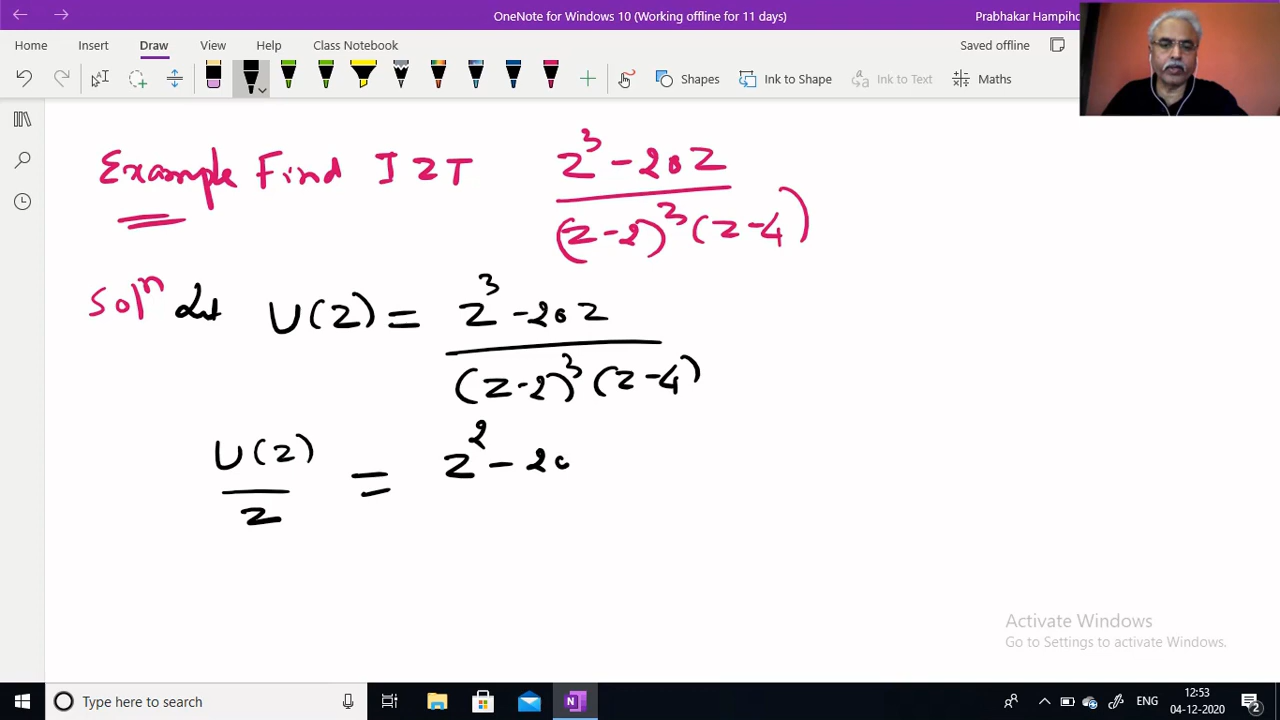 OneNote for Windows 10 (Working offline for 11 days)
Prabhakar Hampiho
Home Insert Draw View Help Class Notebook
Saved offline
Shapes Ink to Shape Ink to Text Maths
Example Find IZT z³ - 20z
(z-2)³(z-4)
Solⁿ Let U(z) = z³ - 20z
(z-2)³(z-4)
U(z) = z² - 20
z
Activate Windows
Go to Settings to activate Windows.
Type here to search
ENG
12:53
04-12-2020
2